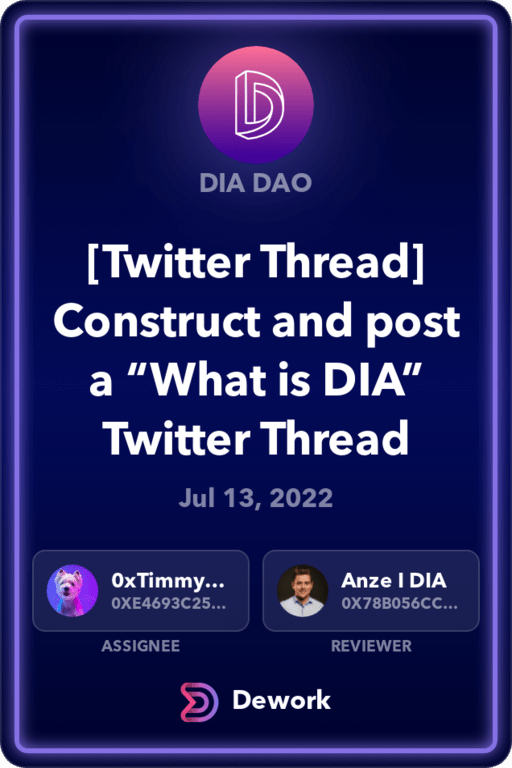 DIA DAO
[Twitter Thread]
Construct and post
a “What is DIA”
Twitter Thread
Jul 13, 2022
0xTimmy...
0XE4693C25...
Anze I DIA
0X78B056CC...
ASSIGNEE
REVIEWER
Dework